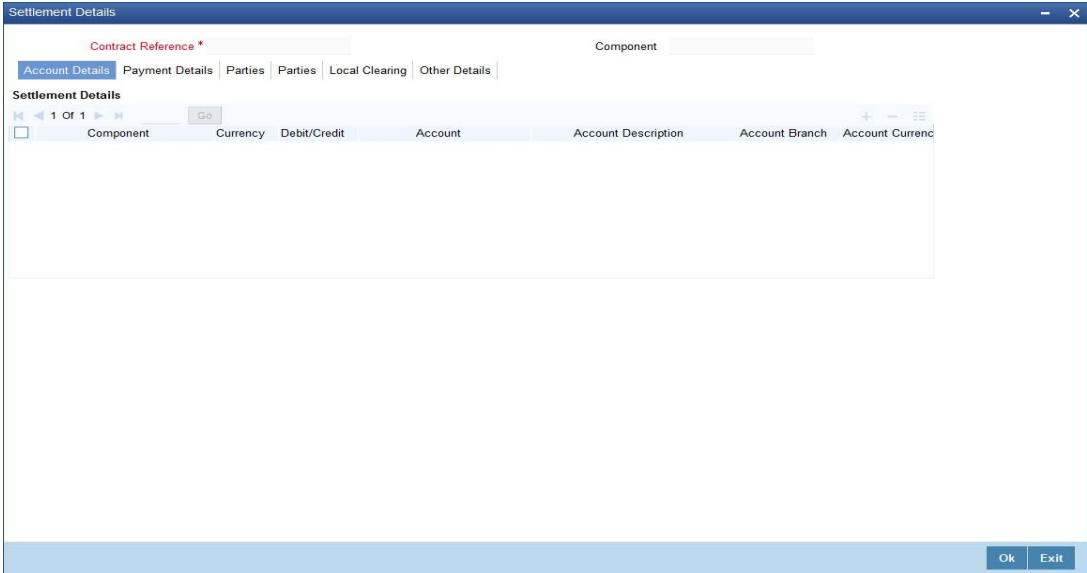 Settlement Details
Contract Reference * Component
Account Details Payment Details Parties Parties Local Clearing Other Details
Settlement Details
1 Of 1 Go
Component Currency Debit/Credit Account Account Description Account Branch Account Currenc
Ok Exit